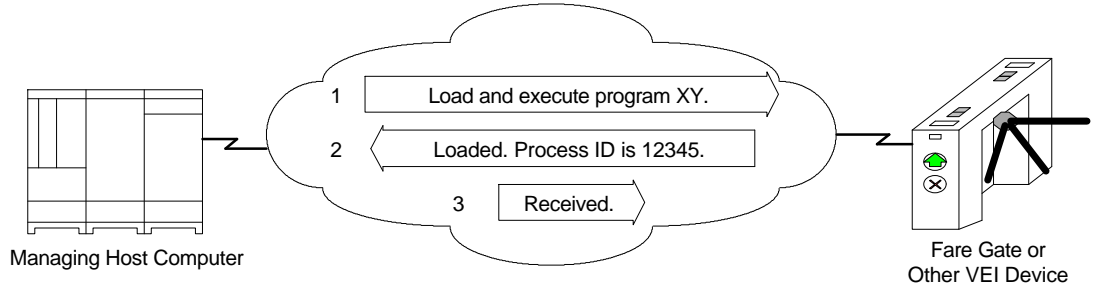 1 Load and execute program XY.
2 Loaded. Process ID is 12345.
3 Received.
Managing Host Computer
Fare Gate or
Other VEI Device